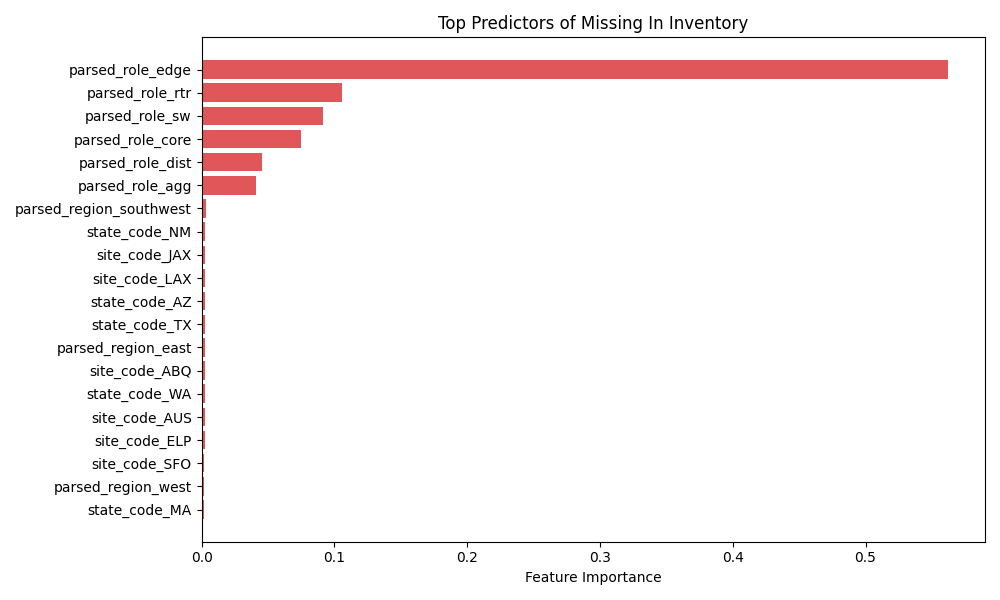 Top Predictors of Missing In Inventory
parsed_role_edge
parsed_role_rtr
parsed_role_sw
parsed_role_core
parsed_role_dist
parsed_role_agg
parsed_region_southwest
state_code_NM
site_code_JAX
site_code_LAX
state_code_AZ
state_code_TX
parsed_region_east
site_code_ABQ
state_code_WA
site_code_AUS
site_code_ELP
site_code_SFO
parsed_region_west
state_code_MA
0.0 0.1 0.2 0.3 0.4 0.5
Feature Importance